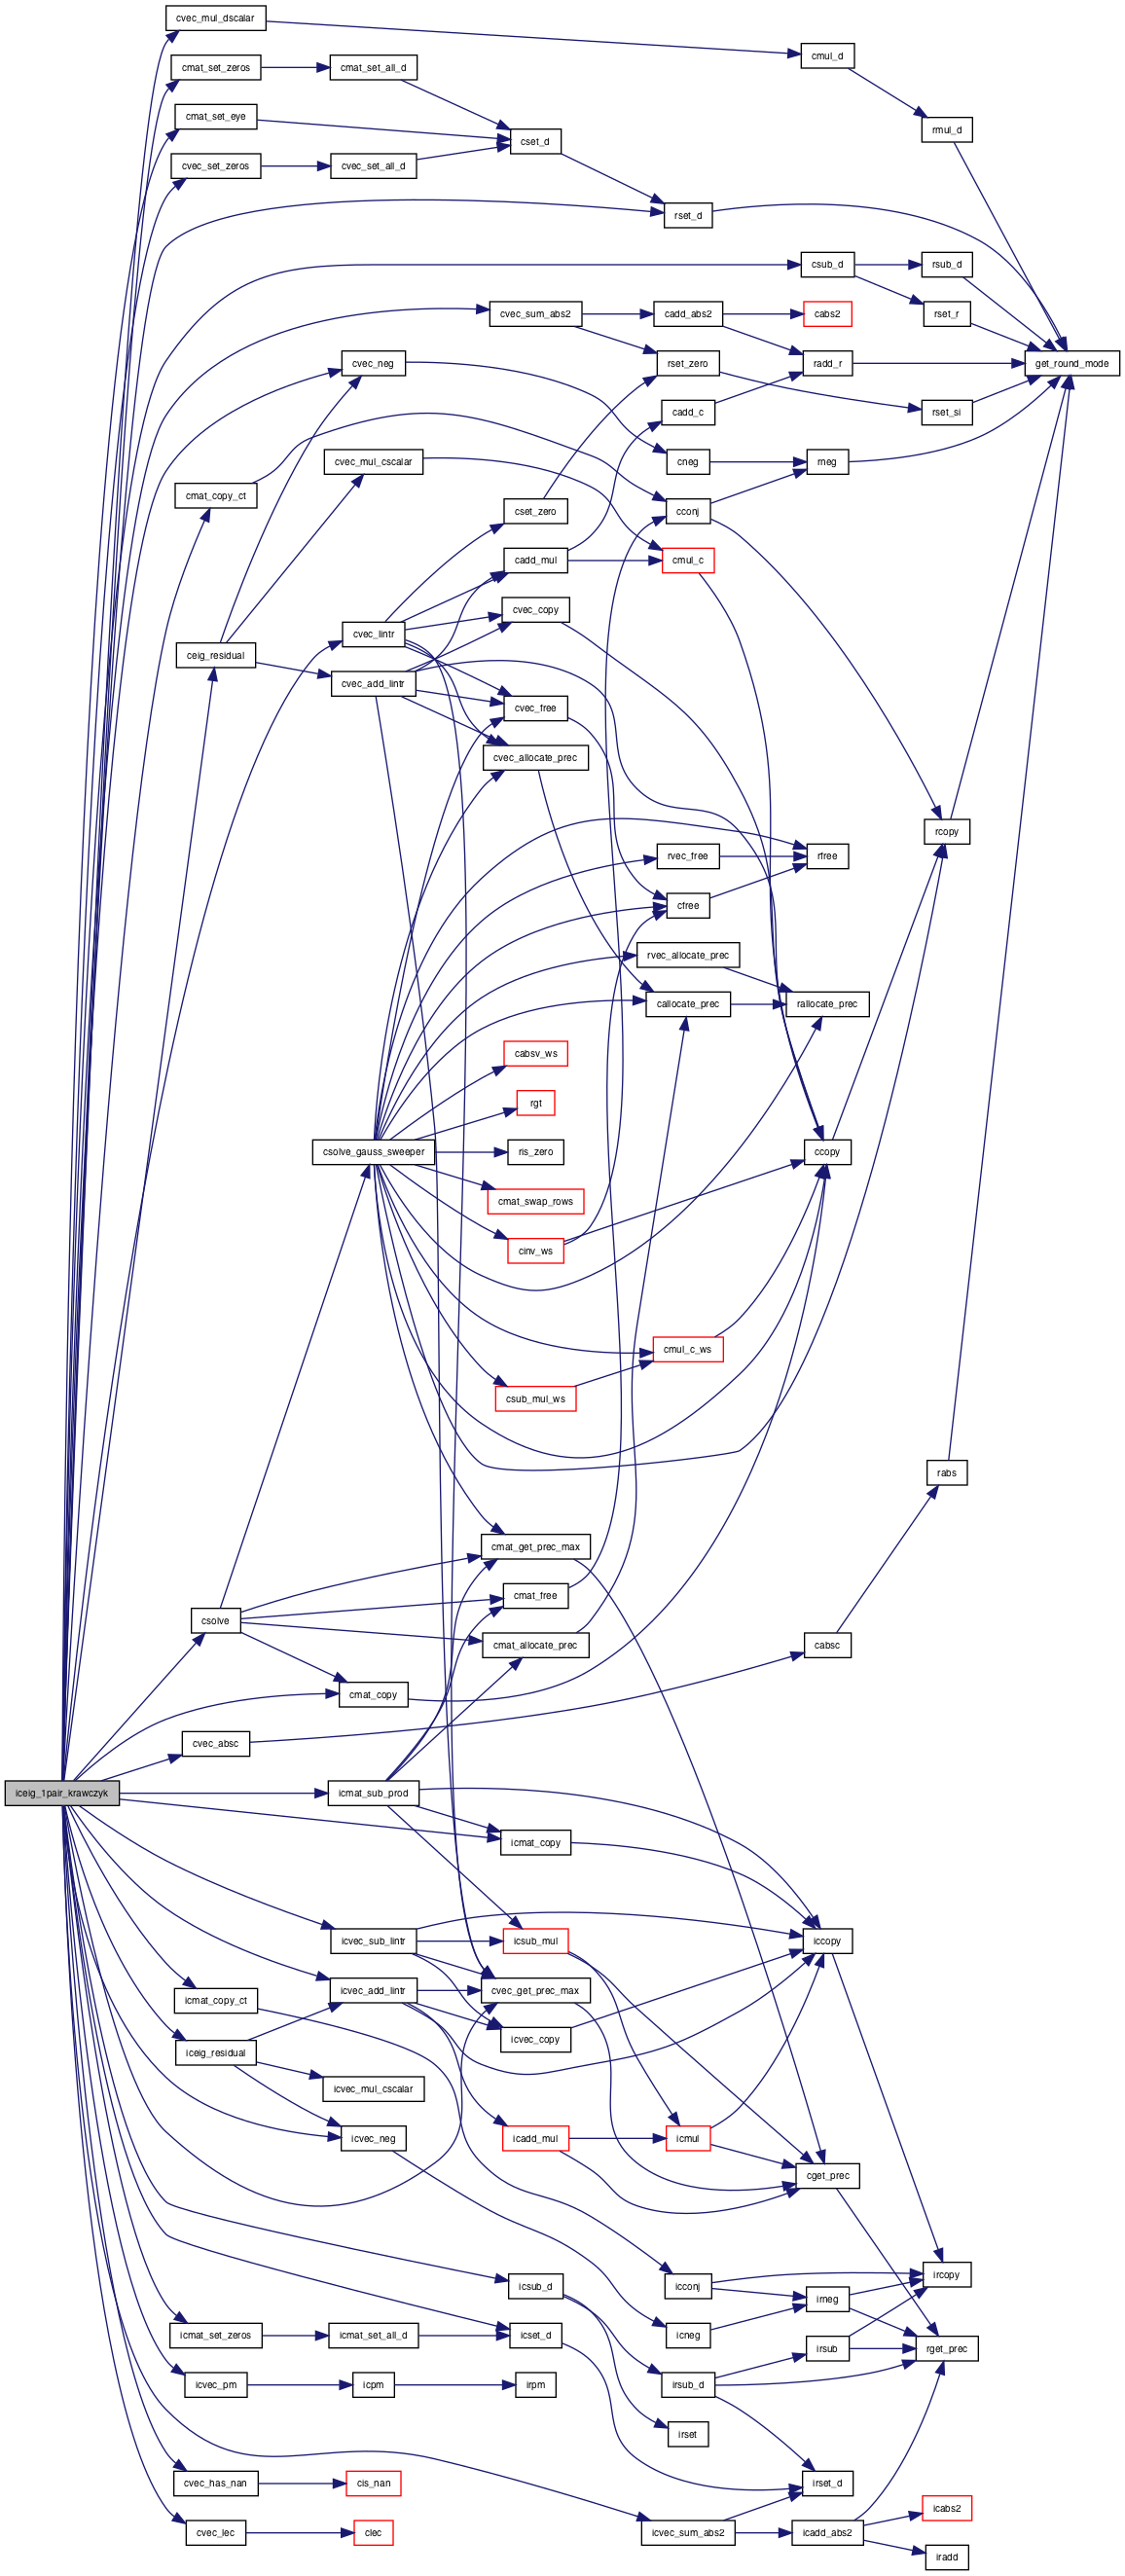 cvec_mul_dscalar
cmul_d
cmat_set_zeros
cmat_set_all_d
cmat_set_eye
rmul_d
cset_d
cvec_set_zeros
cvec_set_all_d
rset_d
csub_d
rsub_d
cvec_sum_abs2
cadd_abs2
cabs2
rset_r
cvec_neg
rset_zero
radd_r
get_round_mode
cadd_c
rset_si
cvec_mul_cscalar
cneg
rneg
cmat_copy_ct
cset_zero
cconj
cadd_mul
cmul_c
cvec_copy
cvec_lintr
ceig_residual
cvec_add_lintr
cvec_free
cvec_allocate_prec
rcopy
rvec_free
rfree
cfree
rvec_allocate_prec
callocate_prec
rallocate_prec
cabsv_ws
rgt
csolve_gauss_sweeper
ris_zero
ccopy
cmat_swap_rows
cinv_ws
cmul_c_ws
csub_mul_ws
rabs
cmat_get_prec_max
cmat_free
csolve
cmat_allocate_prec
cabsc
cmat_copy
cvec_absc
iceig_1pair_krawczyk
icmat_sub_prod
icmat_copy
icvec_sub_lintr
icsub_mul
iccopy
icvec_add_lintr
cvec_get_prec_max
icmat_copy_ct
icvec_copy
iceig_residual
icvec_mul_cscalar
icvec_neg
icadd_mul
icmul
cget_prec
icsub_d
icconj
ircopy
irneg
icmat_set_zeros
icmat_set_all_d
icset_d
icneg
irsub
rget_prec
icvec_pm
icpm
irpm
irsub_d
irset
cvec_has_nan
cis_nan
irset_d
icabs2
cvec_lec
clec
icvec_sum_abs2
icadd_abs2
iradd